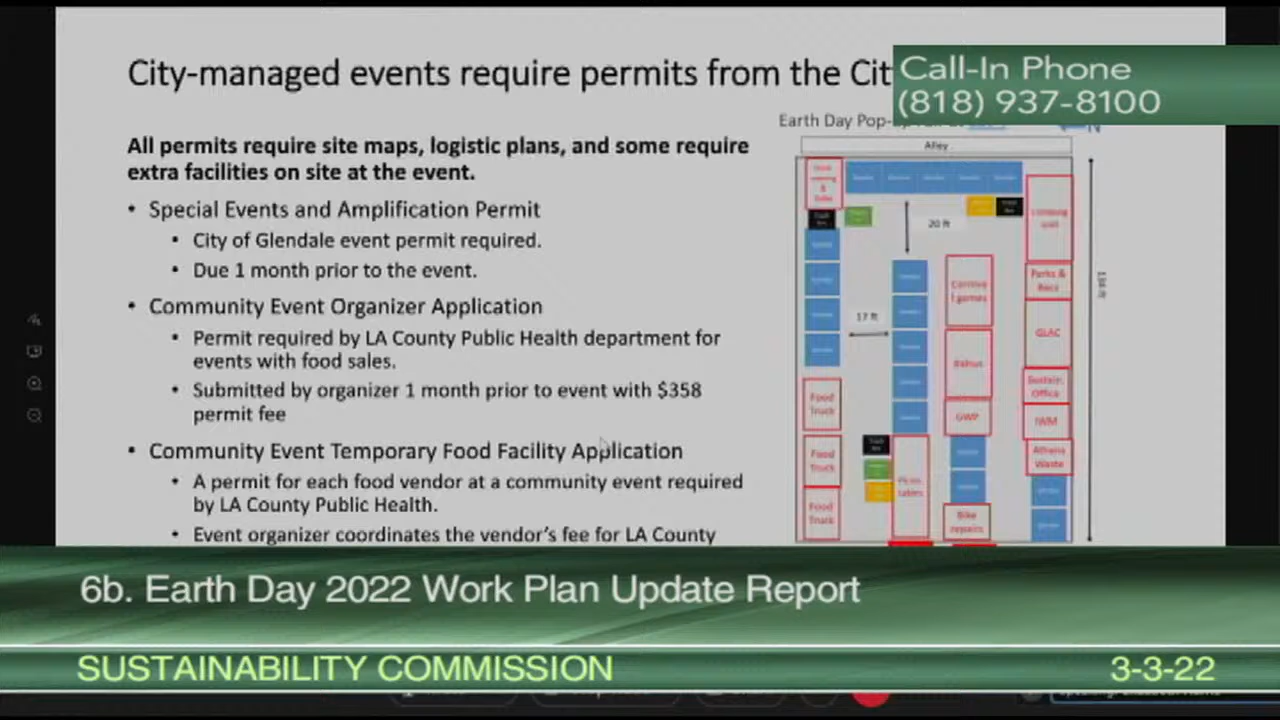 City-managed events require permits from the Cit
Call-In Phone
(818) 937-8100
Earth Day Pop-
N
All permits require site maps, logistic plans, and some require
extra facilities on site at the event.
• Special Events and Amplification Permit
• City of Glendale event permit required.
• Due 1 month prior to the event.
• Community Event Organizer Application
• Permit required by LA County Public Health department for
events with food sales.
• Submitted by organizer 1 month prior to event with $358
permit fee
• Community Event Temporary Food Facility Application
• A permit for each food vendor at a community event required
by LA County Public Health.
• Event organizer coordinates the vendor's fee for LA County
Alley
20 ft
17 ft
Parks &
Recs
GLAC
Sustain.
Office
IWM
Athens
Waste
GWP
Bike
repairs
Food
Truck
Food
Truck
Food
Truck
6b. Earth Day 2022 Work Plan Update Report
SUSTAINABILITY COMMISSION
3-3-22